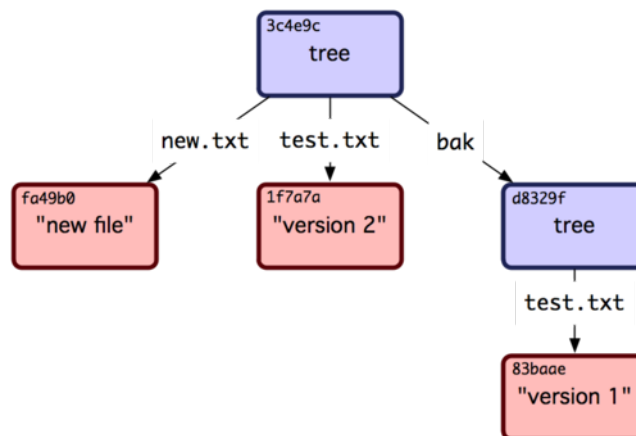 3c4e9c
tree
new.txt
test.txt
bak
fa49b0
"new file"
1f7a7a
"version 2"
d8329f
tree
test.txt
83baae
"version 1"